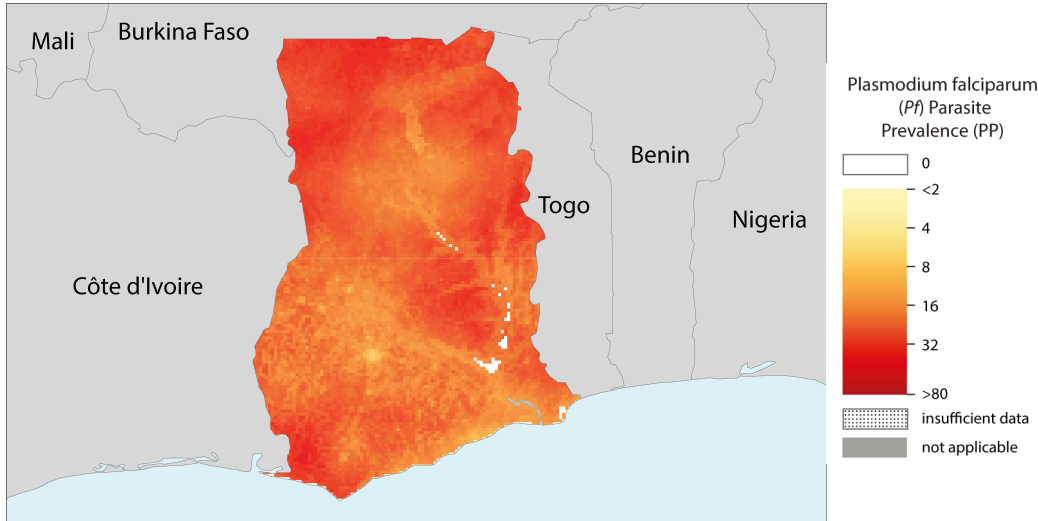 Mali
Burkina Faso
Benin
Togo
Nigeria
Côte d'Ivoire
Plasmodium falciparum
(Pf) Parasite
Prevalence (PP)
0
<2
4
8
16
32
>80
insufficient data
not applicable